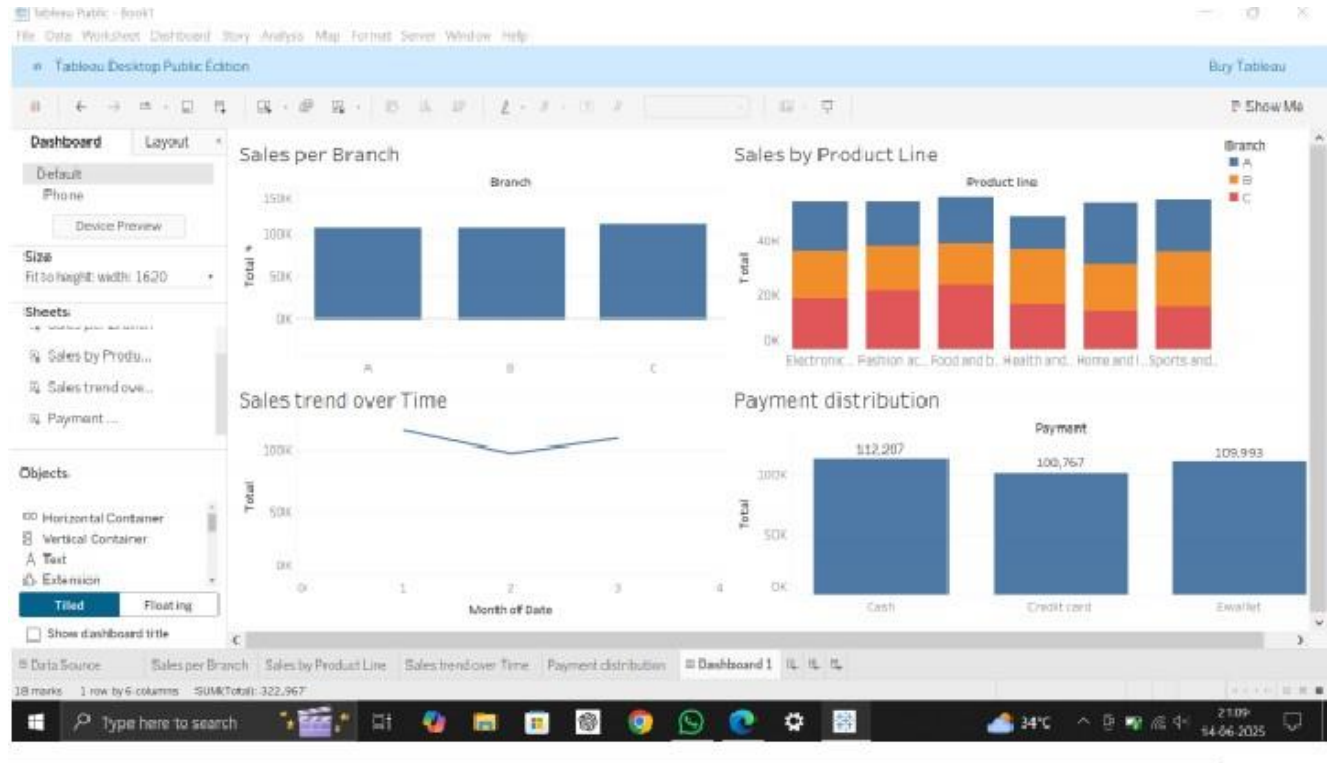 Tableau Public - Book1
File Data Worksheet Dashboard Story Analysis Map Format Server Window Help
Tableau Desktop Public Edition
Buy Tableau
Show Me
Dashboard Layout
Default
Phone
Device Preview
Size
Fit to height: width: 1620
Sheets
Sales by Produ...
Sales trend ove...
Payment ...
Objects
Horizontal Container
Vertical Container
A Text
Extension
Tiled Floating
Show dashboard title
Sales per Branch
Branch
150K
100K
50K
0K
Total
A B C
Sales by Product Line
Product line
40K
20K
0K
Total
Electronic .. Fashion ac.. Food and b.. Health and.. Home and l.. Sports and..
Branch
A
B
C
Sales trend over Time
100K
50K
0K
Total
0 1 2 3 4
Month of Date
Payment distribution
Payment
112,207 100,767 109,993
100K
50K
0K
Total
Cash Credit card Ewallet
Data Source Sales per Branch Sales by Product Line Sales trend over Time Payment distribution Dashboard 1
18 marks 1 row by 6 columns SUM(Total): 322,967
Type here to search
34°C
21:09
14-06-2025